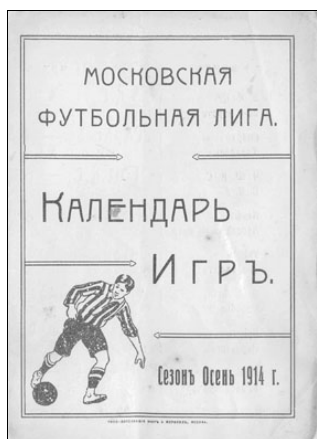 МОСКОВСКАЯ
ФУТБОЛЬНАЯ ЛИГА.
КАЛЕНДАРЬ
ИГРЪ.
Сезонъ Осень 1914 г.